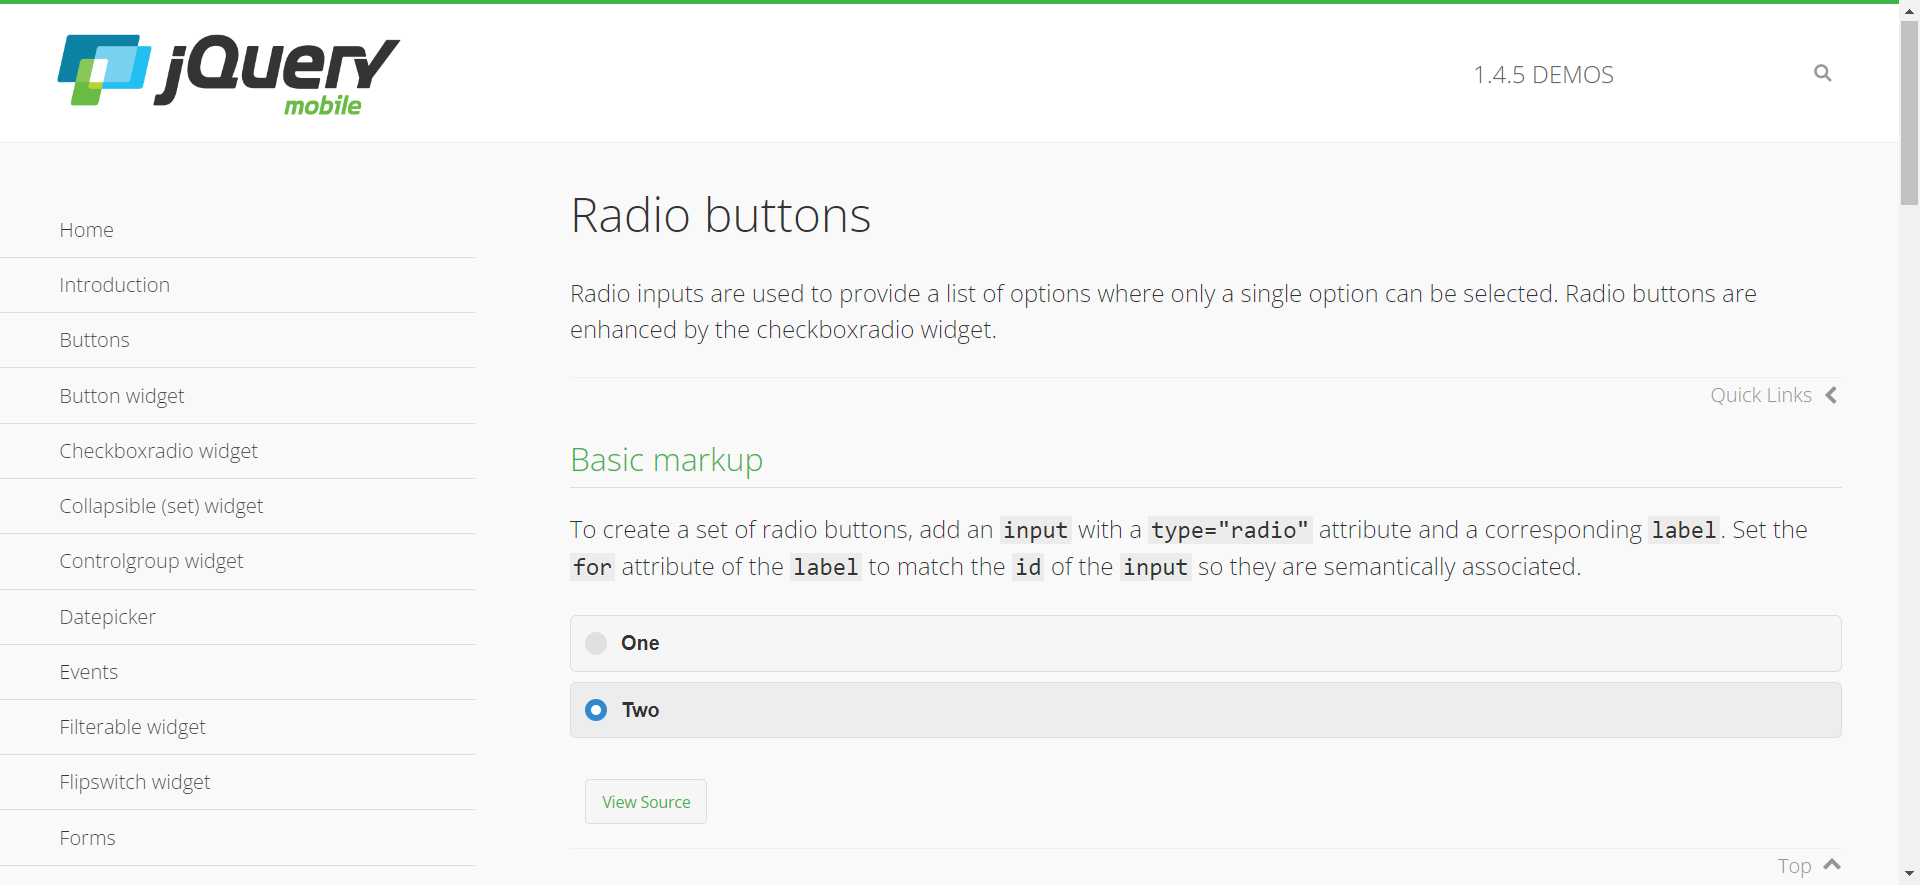 jQuery
mobile
1.4.5 DEMOS
Home
Introduction
Buttons
Button widget
Checkboxradio widget
Collapsible (set) widget
Controlgroup widget
Datepicker
Events
Filterable widget
Flipswitch widget
Forms
Radio buttons
Radio inputs are used to provide a list of options where only a single option can be selected. Radio buttons are
enhanced by the checkboxradio widget.
Quick Links
Basic markup
To create a set of radio buttons, add an input with a type="radio" attribute and a corresponding label. Set the
for attribute of the label to match the id of the input so they are semantically associated.
One
Two
View Source
Top